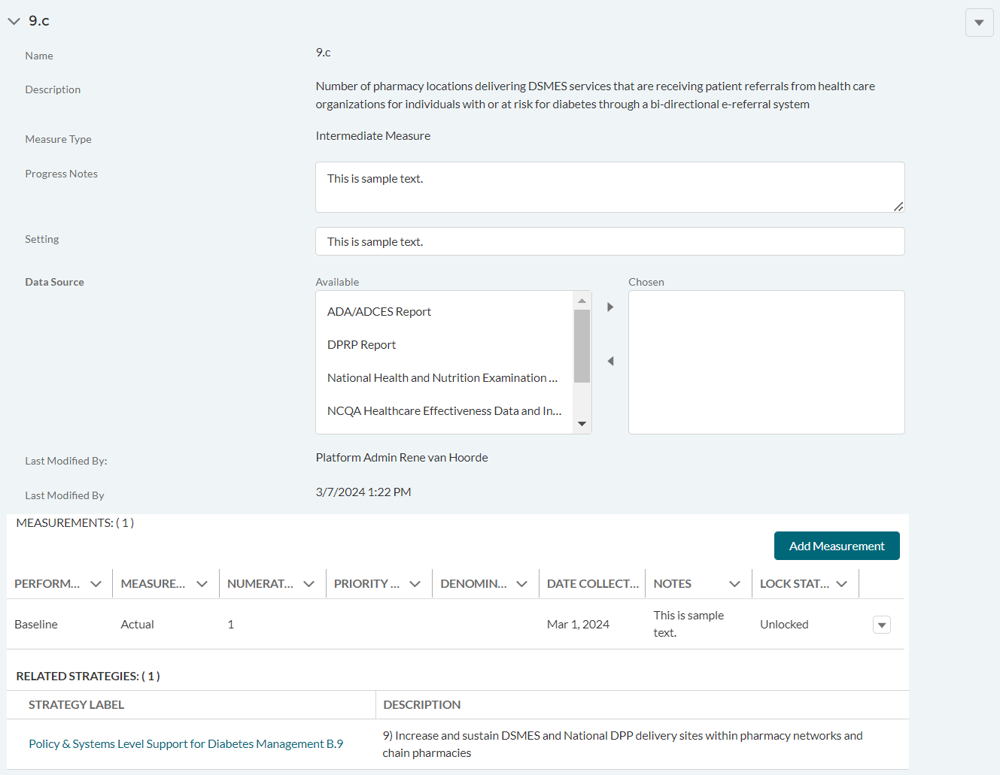 9.c
Name
9.c
Description
Number of pharmacy locations delivering DSMES services that are receiving patient referrals from health care
organizations for individuals with or at risk for diabetes through a bi-directional e-referral system
Measure Type
Intermediate Measure
Progress Notes
This is sample text.
Setting
This is sample text.
Data Source
Available
Chosen
ADA/ADCES Report
DPRP Report
National Health and Nutrition Examination ...
NCQA Healthcare Effectiveness Data and In...
Last Modified By:
Platform Admin Rene van Hoorde
Last Modified By
3/7/2024 1:22 PM
MEASUREMENTS: ( 1 )
Add Measurement
PERFORM... MEASURE... NUMERAT... PRIORITY ... DENOMIN... DATE COLLECT... NOTES LOCK STAT...
Baseline Actual 1 Mar 1, 2024 This is sample
text. Unlocked
RELATED STRATEGIES: ( 1 )
STRATEGY LABEL DESCRIPTION
Policy & Systems Level Support for Diabetes Management B.9
9) Increase and sustain DSMES and National DPP delivery sites within pharmacy networks and
chain pharmacies